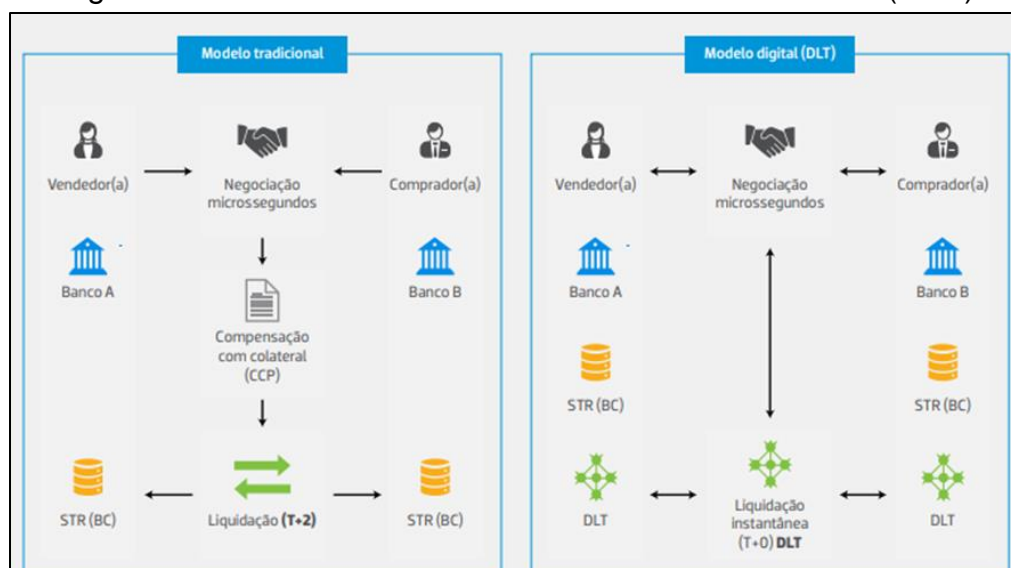 Modelo tradicional
Vendedor(a)
Negociação
microssegundos
Comprador(a)
Banco A
Banco B
Compensação
com colateral
(CCP)
STR (BC)
Liquidação (T+2)
STR (BC)
Modelo digital (DLT)
Vendedor(a)
Negociação
microssegundos
Comprador(a)
Banco A
Banco B
STR (BC)
STR (BC)
DLT
Liquidação
instantânea
(T+0) DLT
DLT